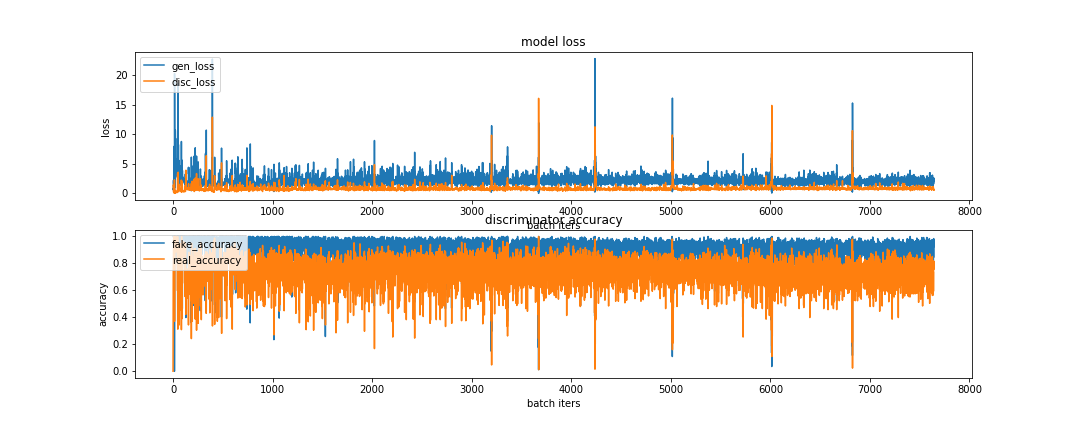 model loss
gen_loss
disc_loss
loss
20
15
10
5
0
0 1000 2000 3000 4000 5000 6000 7000 8000
batch iters
discriminator accuracy
fake_accuracy
real_accuracy
accuracy
1.0
0.8
0.6
0.4
0.2
0.0
0 1000 2000 3000 4000 5000 6000 7000 8000
batch iters